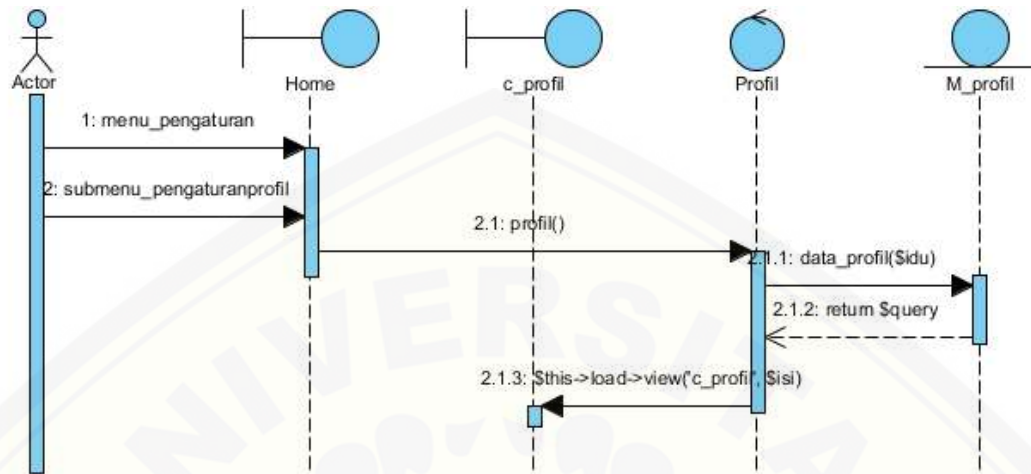 Actor
Home
c_profil
Profil
M_profil
1: menu_pengaturan
2: submenu_pengaturanprofil
2.1: profil()
2.1.1: data_profil($idu)
2.1.2: return $query
2.1.3: $this->load->view("c_profil", $isi)
NIVERSITA